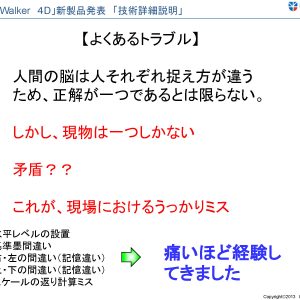 Walker 4D」新製品発表 「技術詳細説明」
【よくあるトラブル】
人間の脳は人それぞれ捉え方が違う
ため、正解が一つであるとは限らない。
しかし、現物は一つしかない
矛盾？？
これが、現場におけるうっかりミス
水平レベルの設置
基準墨間違い
右・左の間違い（記憶違い）
上・下の間違い（記憶違い）
スケールの返り計算ミス
痛いほど経験し
てきました
Copyright©2013